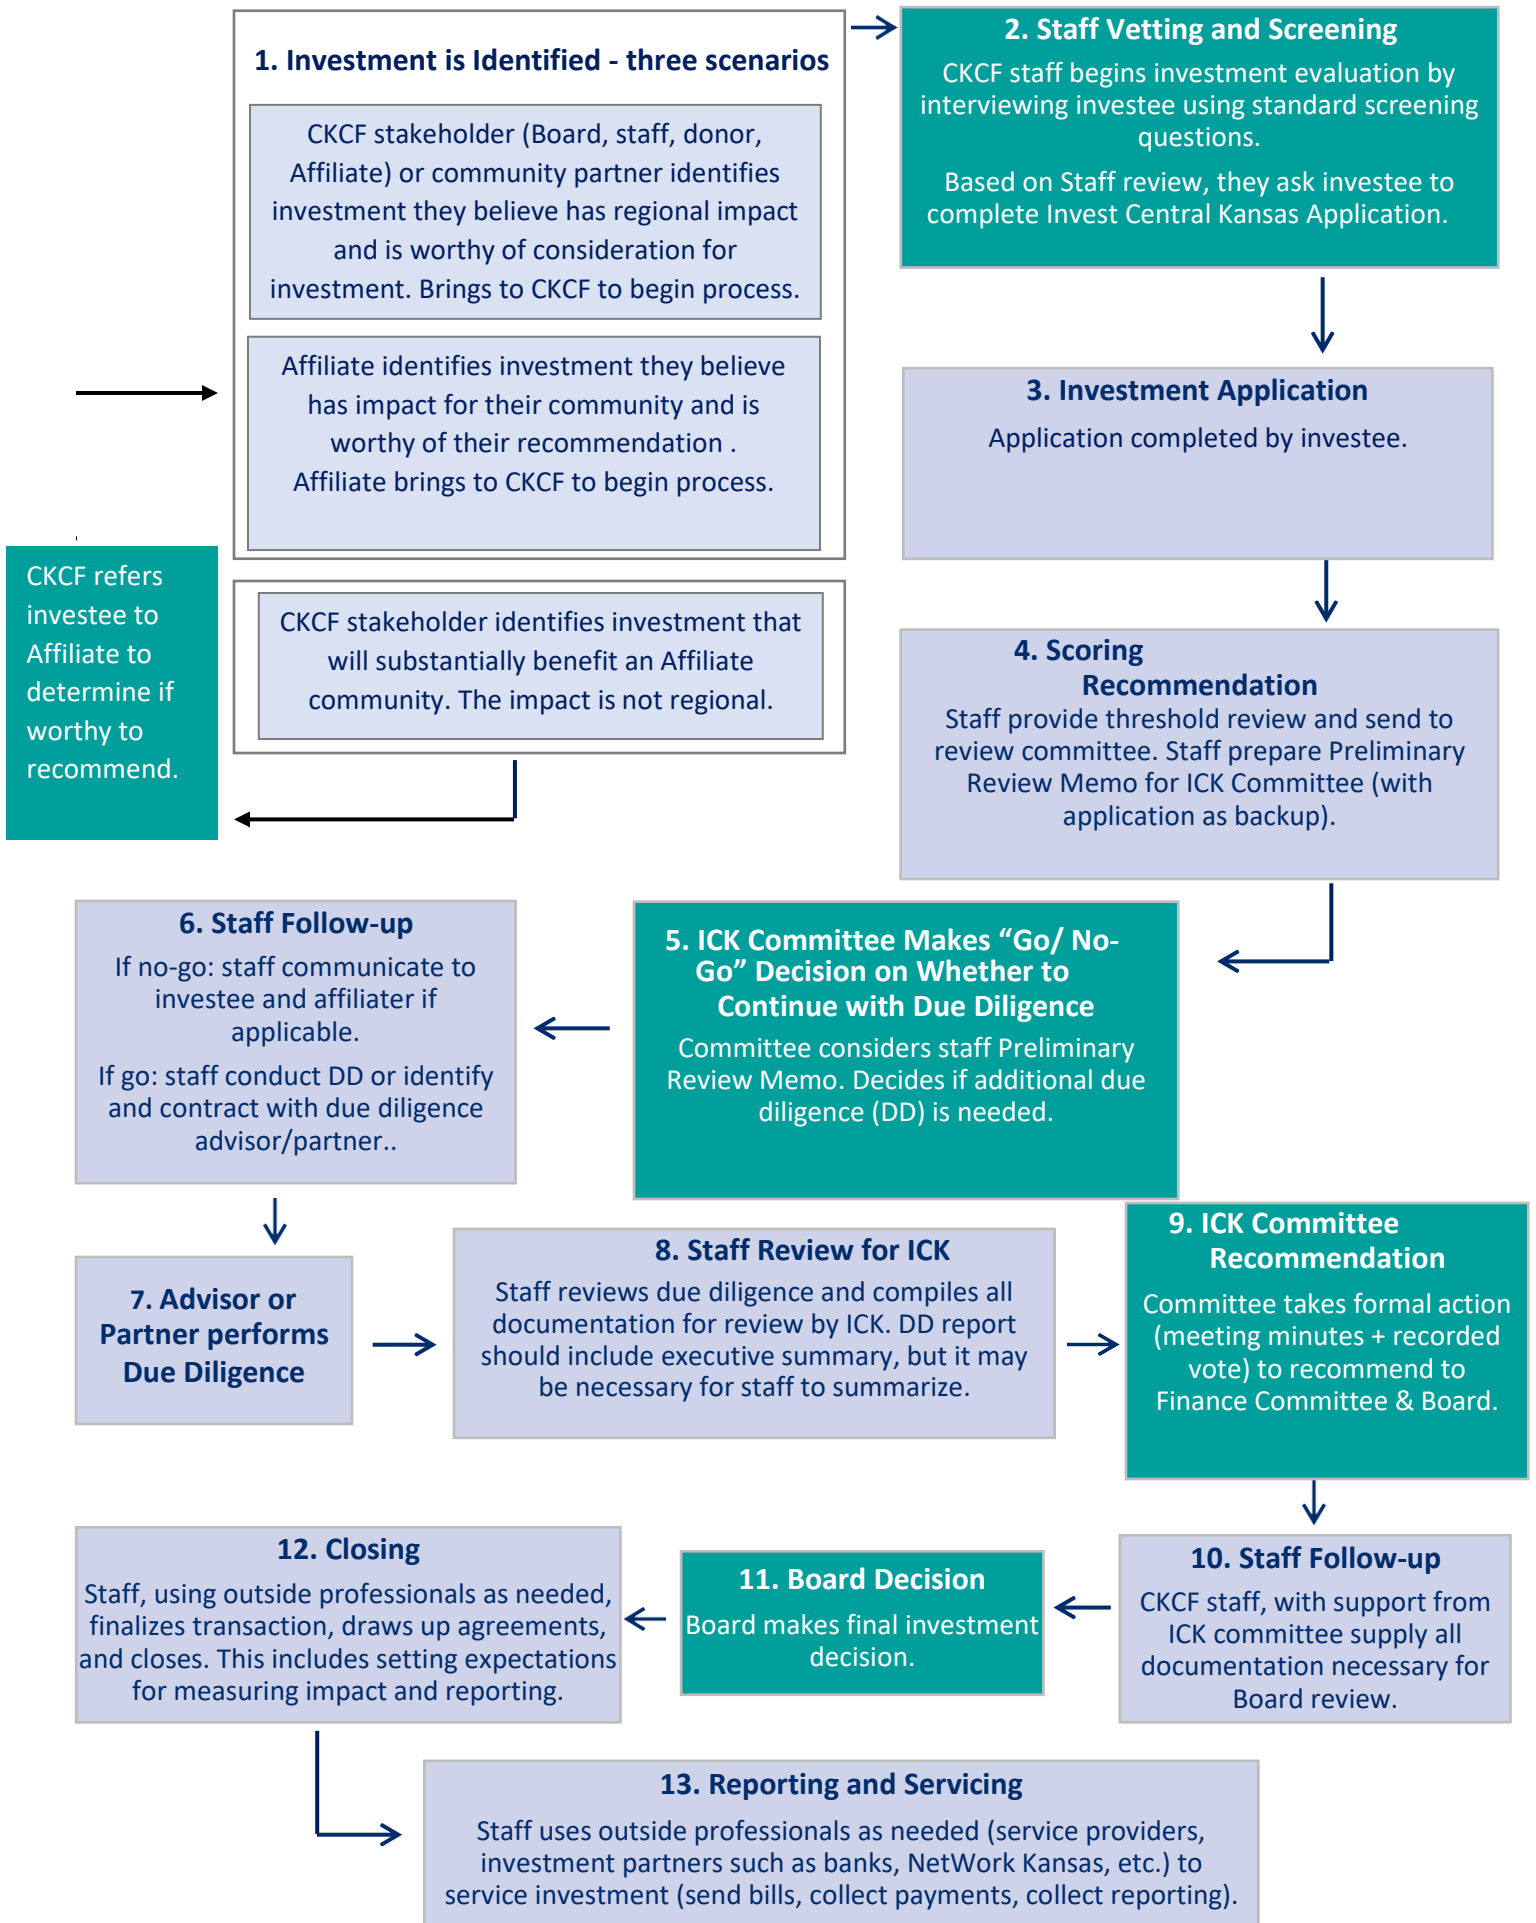 1. Investment is Identified - three scenarios
CKCF stakeholder (Board, staff, donor,
Affiliate) or community partner identifies
investment they believe has regional impact
and is worthy of consideration for
investment. Brings to CKCF to begin process.
Affiliate identifies investment they believe
has impact for their community and is
worthy of their recommendation .
Affiliate brings to CKCF to begin process.
CKCF stakeholder identifies investment that
will substantially benefit an Affiliate
community. The impact is not regional.
CKCF refers
investee to
Affiliate to
determine if
worthy to
recommend.
2. Staff Vetting and Screening
CKCF staff begins investment evaluation by
interviewing investee using standard screening
questions.
Based on Staff review, they ask investee to
complete Invest Central Kansas Application.
3. Investment Application
Application completed by investee.
4. Scoring
Recommendation
Staff provide threshold review and send to
review committee. Staff prepare Preliminary
Review Memo for ICK Committee (with
application as backup).
5. ICK Committee Makes “Go/ No-
Go” Decision on Whether to
Continue with Due Diligence
Committee considers staff Preliminary
Review Memo. Decides if additional due
diligence (DD) is needed.
6. Staff Follow-up
If no-go: staff communicate to
investee and affiliater if
applicable.
If go: staff conduct DD or identify
and contract with due diligence
advisor/partner..
7. Advisor or
Partner performs
Due Diligence
8. Staff Review for ICK
Staff reviews due diligence and compiles all
documentation for review by ICK. DD report
should include executive summary, but it may
be necessary for staff to summarize.
9. ICK Committee
Recommendation
Committee takes formal action
(meeting minutes + recorded
vote) to recommend to
Finance Committee & Board.
10. Staff Follow-up
CKCF staff, with support from
ICK committee supply all
documentation necessary for
Board review.
11. Board Decision
Board makes final investment
decision.
12. Closing
Staff, using outside professionals as needed,
finalizes transaction, draws up agreements,
and closes. This includes setting expectations
for measuring impact and reporting.
13. Reporting and Servicing
Staff uses outside professionals as needed (service providers,
investment partners such as banks, NetWork Kansas, etc.) to
service investment (send bills, collect payments, collect reporting).